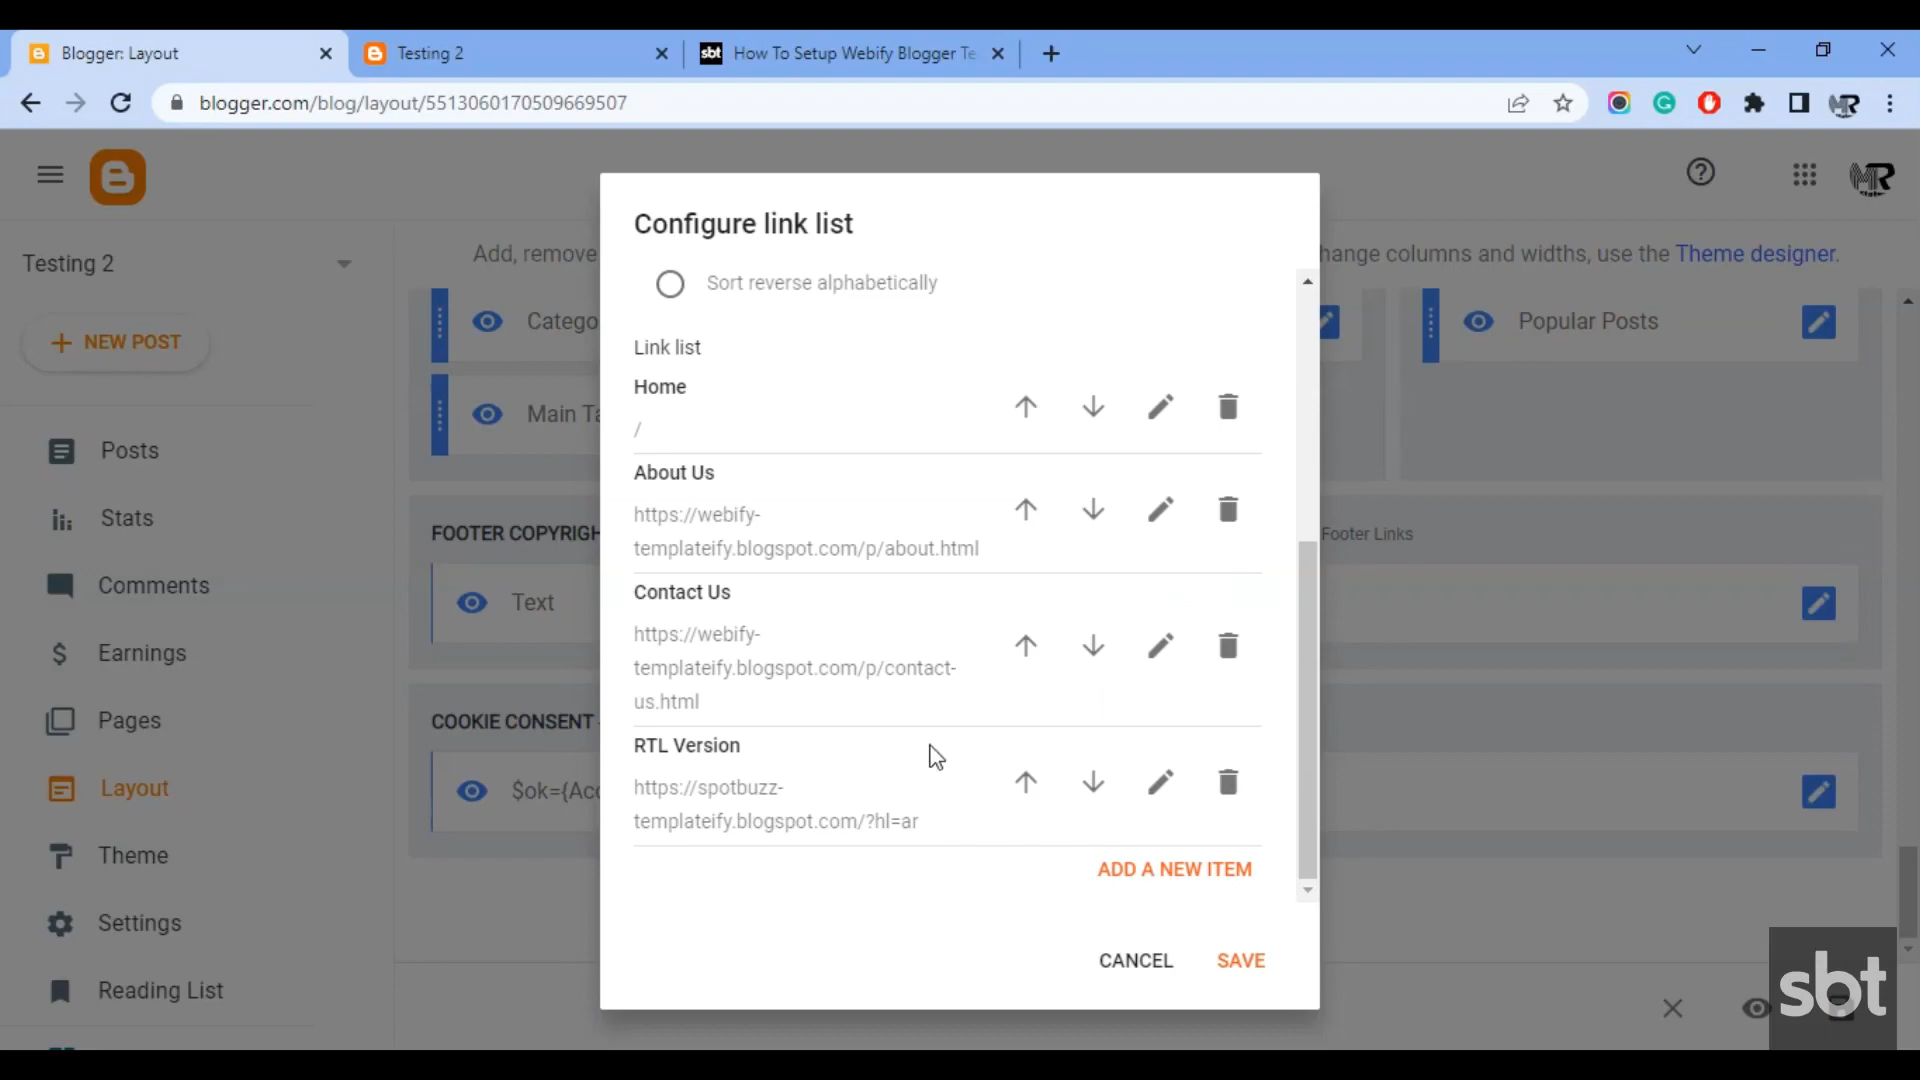 Blogger: Layout
Testing 2
sbt
How To Setup Webify Blogger Te
blogger.com/blog/layout/5513060170509669507
Configure link list
Testing 2
Add, remove
hange columns and widths, use the Theme designer.
Sort reverse alphabetically
NEW POST
Catego
Popular Posts
Link list
Home
/
Main Ta
Posts
About Us
https://webify-
templateify.blogspot.com/p/about.html
Stats
FOOTER COPYRIGH
Footer Links
Comments
Contact Us
Text
https://webify-
templateify.blogspot.com/p/contact-
us.html
Earnings
Pages
COOKIE CONSENT
RTL Version
https://spotbuzz-
templateify.blogspot.com/?hl=ar
Layout
$ok={Acc
Theme
ADD A NEW ITEM
Settings
CANCEL
SAVE
Reading List
sbt